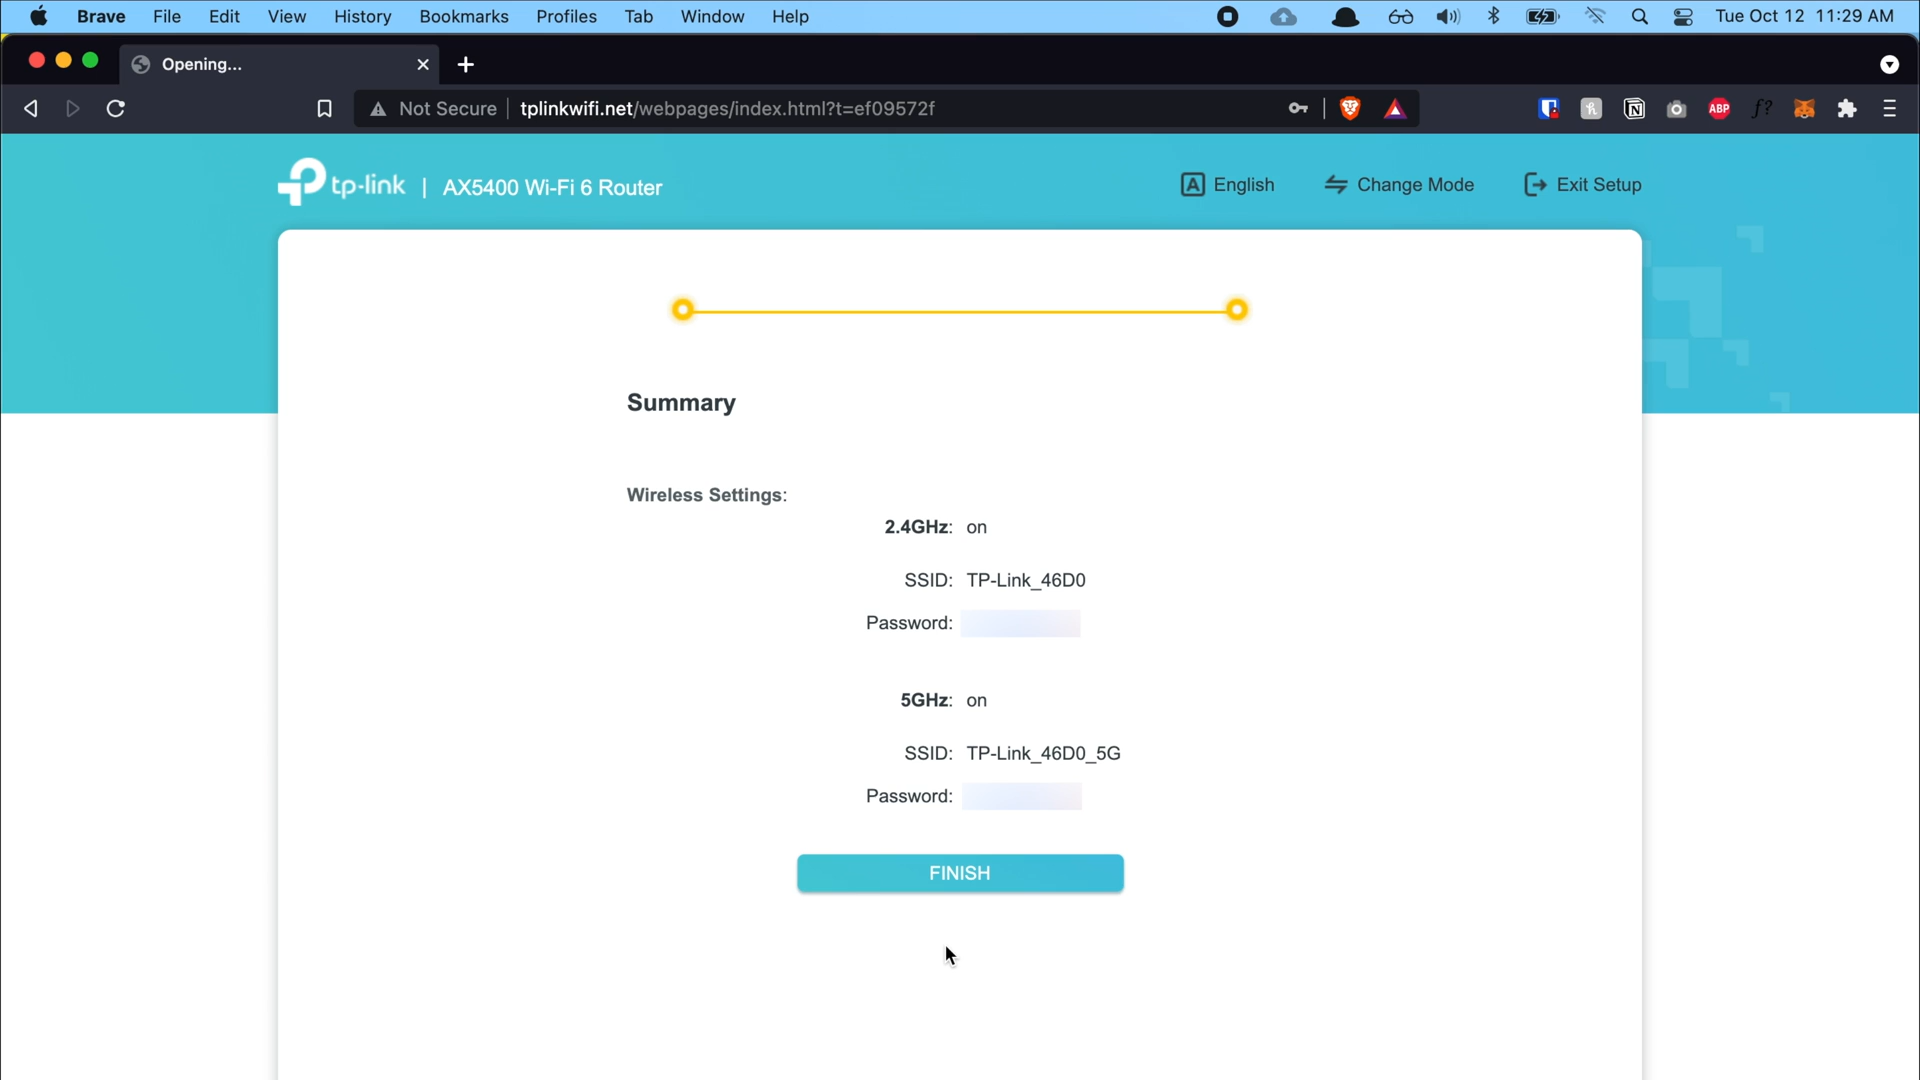 Brave File Edit View History Bookmarks Profiles Tab Window Help Tue Oct 12 11:29 AM
Opening...
Not Secure tplinkwifi.net/webpages/index.html?t=ef09572f ABP f?
tp-link | AX5400 Wi-Fi 6 Router A English Change Mode Exit Setup
Summary
Wireless Settings:
2.4GHz: on
SSID: TP-Link_46D0
Password:
5GHz: on
SSID: TP-Link_46D0_5G
Password:
FINISH